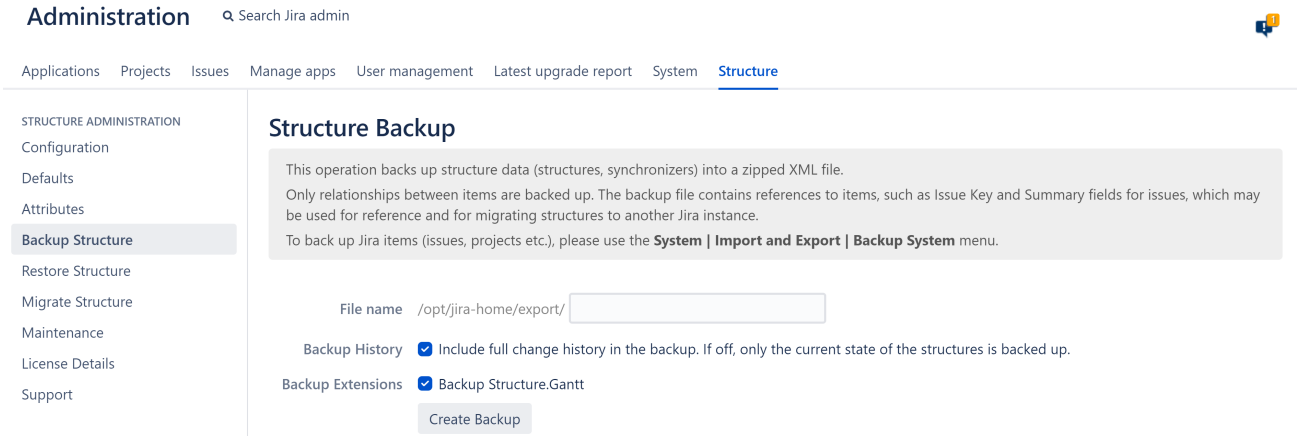 Administration
Search Jira admin
1
Applications Projects Issues Manage apps User management Latest upgrade report System Structure
STRUCTURE ADMINISTRATION
Configuration
Defaults
Attributes
Backup Structure
Restore Structure
Migrate Structure
Maintenance
License Details
Support
Structure Backup
This operation backs up structure data (structures, synchronizers) into a zipped XML file.
Only relationships between items are backed up. The backup file contains references to items, such as Issue Key and Summary fields for issues, which may
be used for reference and for migrating structures to another Jira instance.
To back up Jira items (issues, projects etc.), please use the System | Import and Export | Backup System menu.
File name /opt/jira-home/export/
Backup History Include full change history in the backup. If off, only the current state of the structures is backed up.
Backup Extensions Backup Structure.Gantt
Create Backup